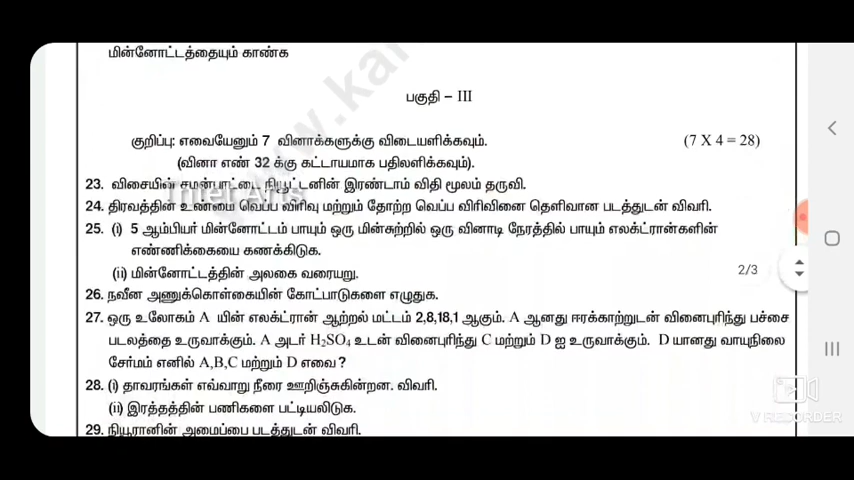 மின்னோட்டத்தையும் காண்க
பகுதி – III
குறிப்பு: எவையேனும் 7 வினாக்களுக்கு விடையளிக்கவும். (7 X 4 = 28)
(வினா எண் 32 க்கு கட்டாயமாக பதிலளிக்கவும்).
23. விசையின் சமன்பாட்டை நியூட்டனின் இரண்டாம் விதி மூலம் தருவி.
24. திரவத்தின் உண்மை வெப்ப விரிவு மற்றும் தோற்ற வெப்ப விரிவினை தெளிவான படத்துடன் விவரி.
25. (i) 5 ஆம்பியர் மின்னோட்டம் பாயும் ஒரு மின்சுற்றில் ஒரு வினாடி நேரத்தில் பாயும் எலக்ட்ரான்களின்
எண்ணிக்கையை கணக்கிடுக.
(ii) மின்னோட்டத்தின் அலகை வரையறு.
2/3
26. நவீன அணுக்கொள்கையின் கோட்பாடுகளை எழுதுக.
27. ஒரு உலோகம் A யின் எலக்ட்ரான் ஆற்றல் மட்டம் 2,8,18,1 ஆகும். A ஆனது ஈரக்காற்றுடன் வினைபுரிந்து பச்சை
படலத்தை உருவாக்கும். A அடர் H₂SO₄ உடன் வினைபுரிந்து C மற்றும் D ஐ உருவாக்கும். D யானது வாயுநிலை
சேர்மம் எனில் A,B,C மற்றும் D எவை?
28. (i) தாவரங்கள் எவ்வாறு நீரை ஊறிஞ்சுகின்றன. விவரி.
(ii) இரத்தத்தின் பணிகளை பட்டியலிடுக.
29. நியூரானின் அமைப்பை படத்துடன் விவரி.
www.ka
V RECORDER